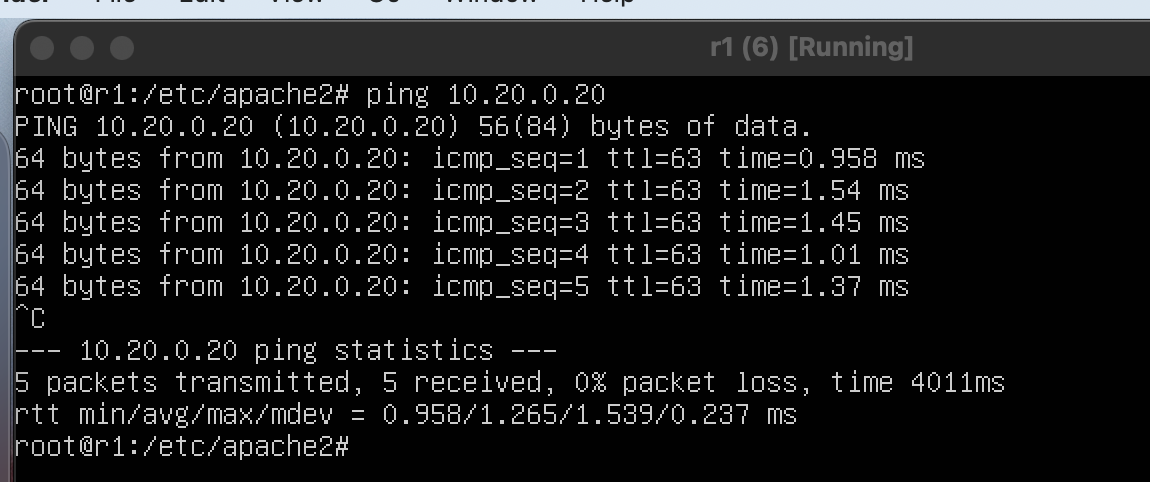 r1 (6) [Running]
root@r1:/etc/apache2# ping 10.20.0.20
PING 10.20.0.20 (10.20.0.20) 56(84) bytes of data.
64 bytes from 10.20.0.20: icmp_seq=1 ttl=63 time=0.958 ms
64 bytes from 10.20.0.20: icmp_seq=2 ttl=63 time=1.54 ms
64 bytes from 10.20.0.20: icmp_seq=3 ttl=63 time=1.45 ms
64 bytes from 10.20.0.20: icmp_seq=4 ttl=63 time=1.01 ms
64 bytes from 10.20.0.20: icmp_seq=5 ttl=63 time=1.37 ms
^C
--- 10.20.0.20 ping statistics ---
5 packets transmitted, 5 received, 0% packet loss, time 4011ms
rtt min/avg/max/mdev = 0.958/1.265/1.539/0.237 ms
root@r1:/etc/apache2#